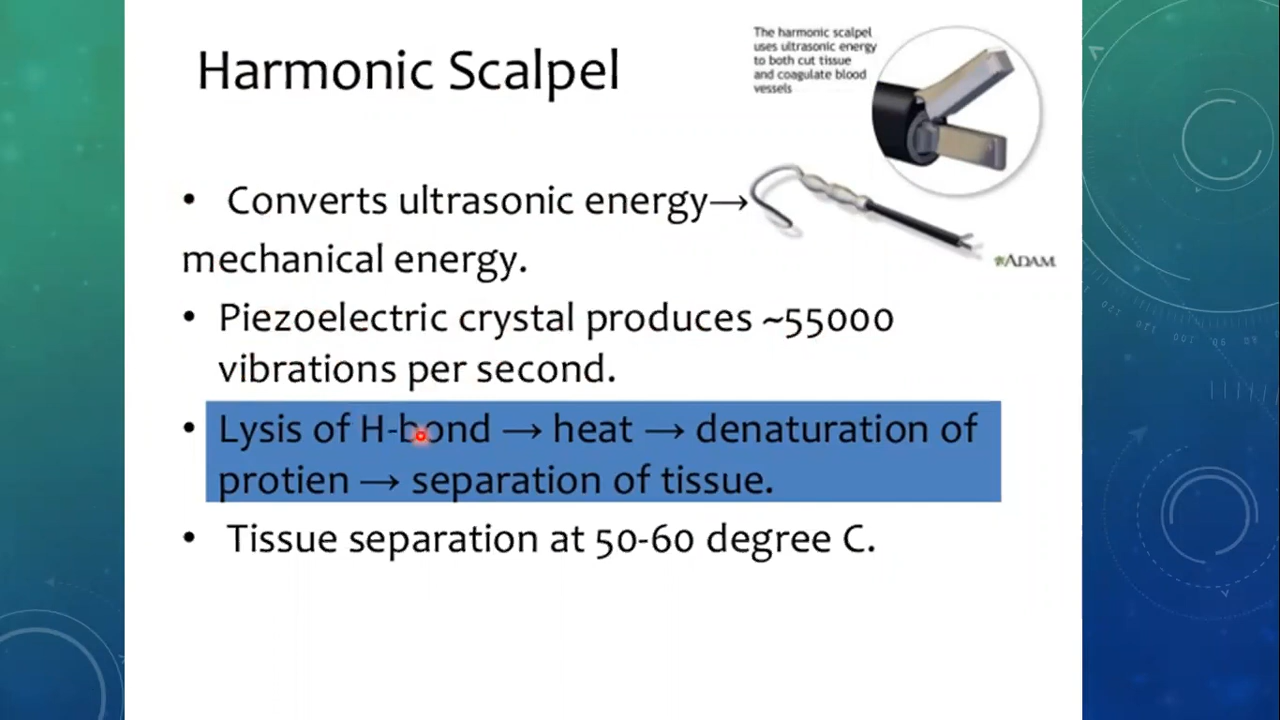 Harmonic Scalpel
The harmonic scalpel
uses ultrasonic energy
to both cut tissue
and coagulate blood
vessels
• Converts ultrasonic energy→
mechanical energy.
ADAM
• Piezoelectric crystal produces ~55000
vibrations per second.
• Lysis of H-bond → heat → denaturation of
protien → separation of tissue.
• Tissue separation at 50-60 degree C.